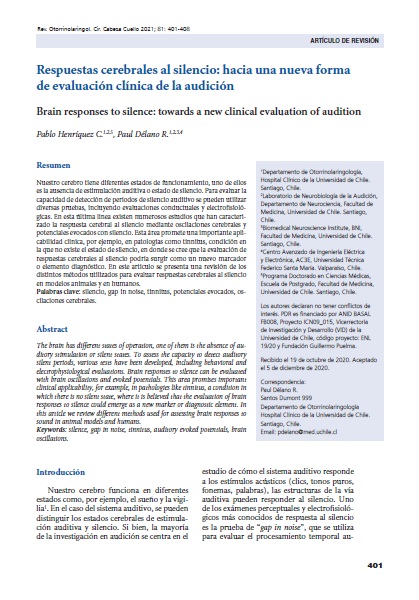 Rev. Otorrinolaringol. Cir. Cabeza Cuello 2021; 81: 401-408
ARTÍCULO DE REVISIÓN
Respuestas cerebrales al silencio: hacia una nueva forma
de evaluación clínica de la audición
Brain responses to silence: towards a new clinical evaluation of audition
Pablo Henríquez C.1,2,5, Paul Délano R.1,2,3,4
Resumen
Nuestro cerebro tiene diferentes estados de funcionamiento, uno de ellos
es la ausencia de estimulación auditiva o estado de silencio. Para evaluar la
capacidad de detección de periodos de silencio auditivo se pueden utilizar
diversas pruebas, incluyendo evaluaciones conductuales y electrofisioló-
gicas. En esta última línea existen numerosos estudios que han caracteri-
zado la respuesta cerebral al silencio mediante oscilaciones cerebrales y
potenciales evocados con silencio. Esta área promete una importante apli-
cabilidad clínica, por ejemplo, en patologías como tinnitus, condición en
la que no existe el estado de silencio, en donde se cree que la evaluación de
respuestas cerebrales al silencio podría surgir como un nuevo marcador
o elemento diagnóstico. En este artículo se presenta una revisión de los
distintos métodos utilizados para evaluar respuestas cerebrales al silencio
en modelos animales y en humanos.
Palabras clave: silencio, gap in noise, tinnitus, potenciales evocados, os-
cilaciones cerebrales.
Abstract
The brain has different states of operation, one of them is the absence of au-
ditory stimulation or silent states. To assess the capacity to detect auditory
silent periods, various tests have been developed, including behavioral and
electrophysiological evaluations. Brain responses to silence can be evaluated
with brain oscillations and evoked potentials. This area promises important
clinical applicability, for example, in pathologies like tinnitus, a condition in
which there is no silent state, where it is believed that the evaluation of brain
responses to silence could emerge as a new marker or diagnostic element. In
this article we review different methods used for assessing brain responses to
sound in animal models and humans.
Keywords: silence, gap in noise, tinnitus, auditory evoked potentials, brain
oscillations.
1Departamento de Otorrinolaringología,
Hospital Clínico de la Universidad de Chile.
Santiago, Chile.
2Laboratorio de Neurobiología de la Audición,
Departamento de Neurociencia, Facultad de
Medicina, Universidad de Chile. Santiago,
Chile.
3Biomedical Neuroscience Institute, BNI,
Facultad de Medicina, Universidad de Chile.
Santiago, Chile.
4Centro Avanzado de Ingeniería Eléctrica
y Electrónica, AC3E, Universidad Técnica
Federico Santa María. Valparaíso, Chile.
5Programa Doctorado en Ciencias Médicas,
Escuela de Postgrado, Facultad de Medicina,
Universidad de Chile. Santiago, Chile.
Los autores declaran no tener conflictos de
interés. PDR es financiado por ANID BASAL
FB008, Proyecto ICN09_015, Vicerrectoría
de Investigación y Desarrollo (VID) de la
Universidad de Chile, código proyecto: ENL
19/20 y Fundación Guillermo Puelma.
Recibido el 19 de octubre de 2020. Aceptado
el 5 de diciembre de 2020.
Correspondencia:
Paul Délano R.
Santos Dumont 999
Departamento de Otorrinolaringología
Hospital Clínico de la Universidad de Chile.
Santiago, Chile.
Email: pdelano@med.uchile.cl
Introducción
Nuestro cerebro funciona en diferentes
estados como, por ejemplo, el sueño y la vigi-
lia1. En el caso del sistema auditivo, se pueden
distinguir los estados cerebrales de estimula-
ción auditiva y silencio. Si bien, la mayoría
de la investigación en audición se centra en el
estudio de cómo el sistema auditivo responde
a los estímulos acústicos (clics, tonos puros,
fonemas, palabras), las estructuras de la vía
auditiva pueden responder al silencio. Uno
de los exámenes perceptuales y electrofisioló-
gicos más conocidos de respuesta al silencio
es la prueba de "gap in noise", que se utiliza
para evaluar el procesamiento temporal au-
401